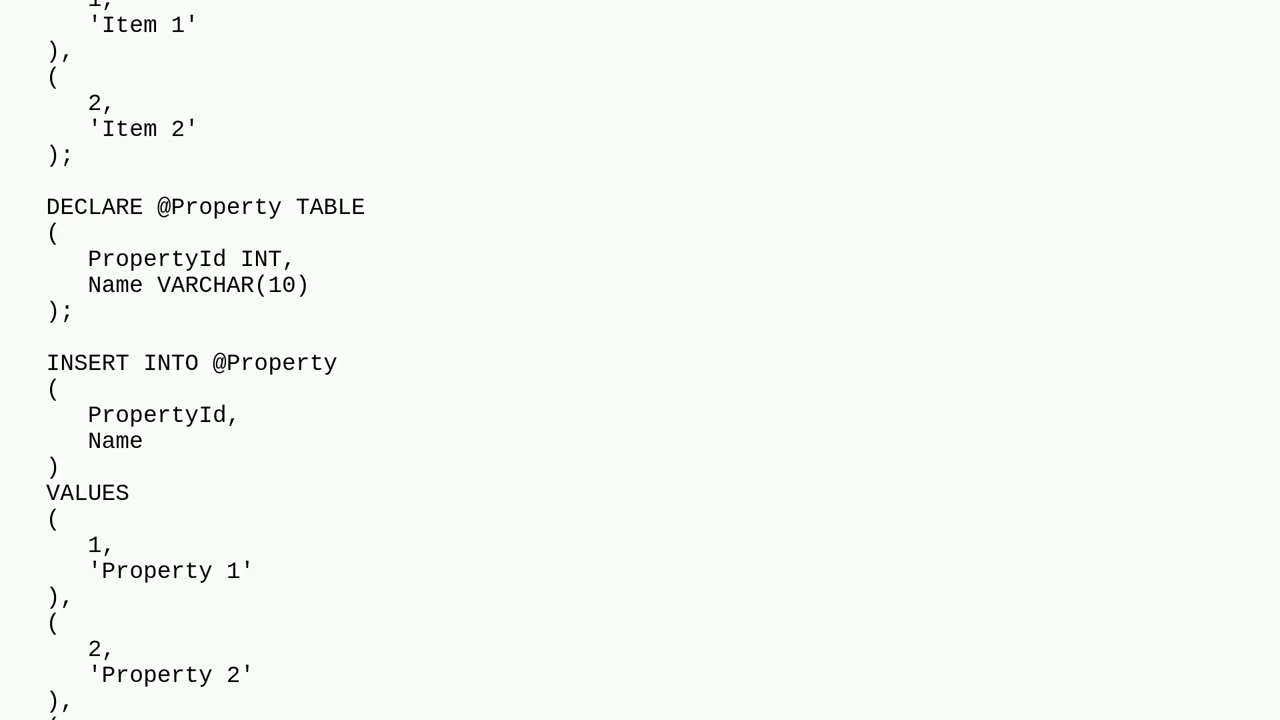 1,
'Item 1'
),
(
2,
'Item 2'
);
DECLARE @Property TABLE
(
PropertyId INT,
Name VARCHAR(10)
);
INSERT INTO @Property
(
PropertyId,
Name
)
VALUES
(
1,
'Property 1'
),
(
2,
'Property 2'
),
(